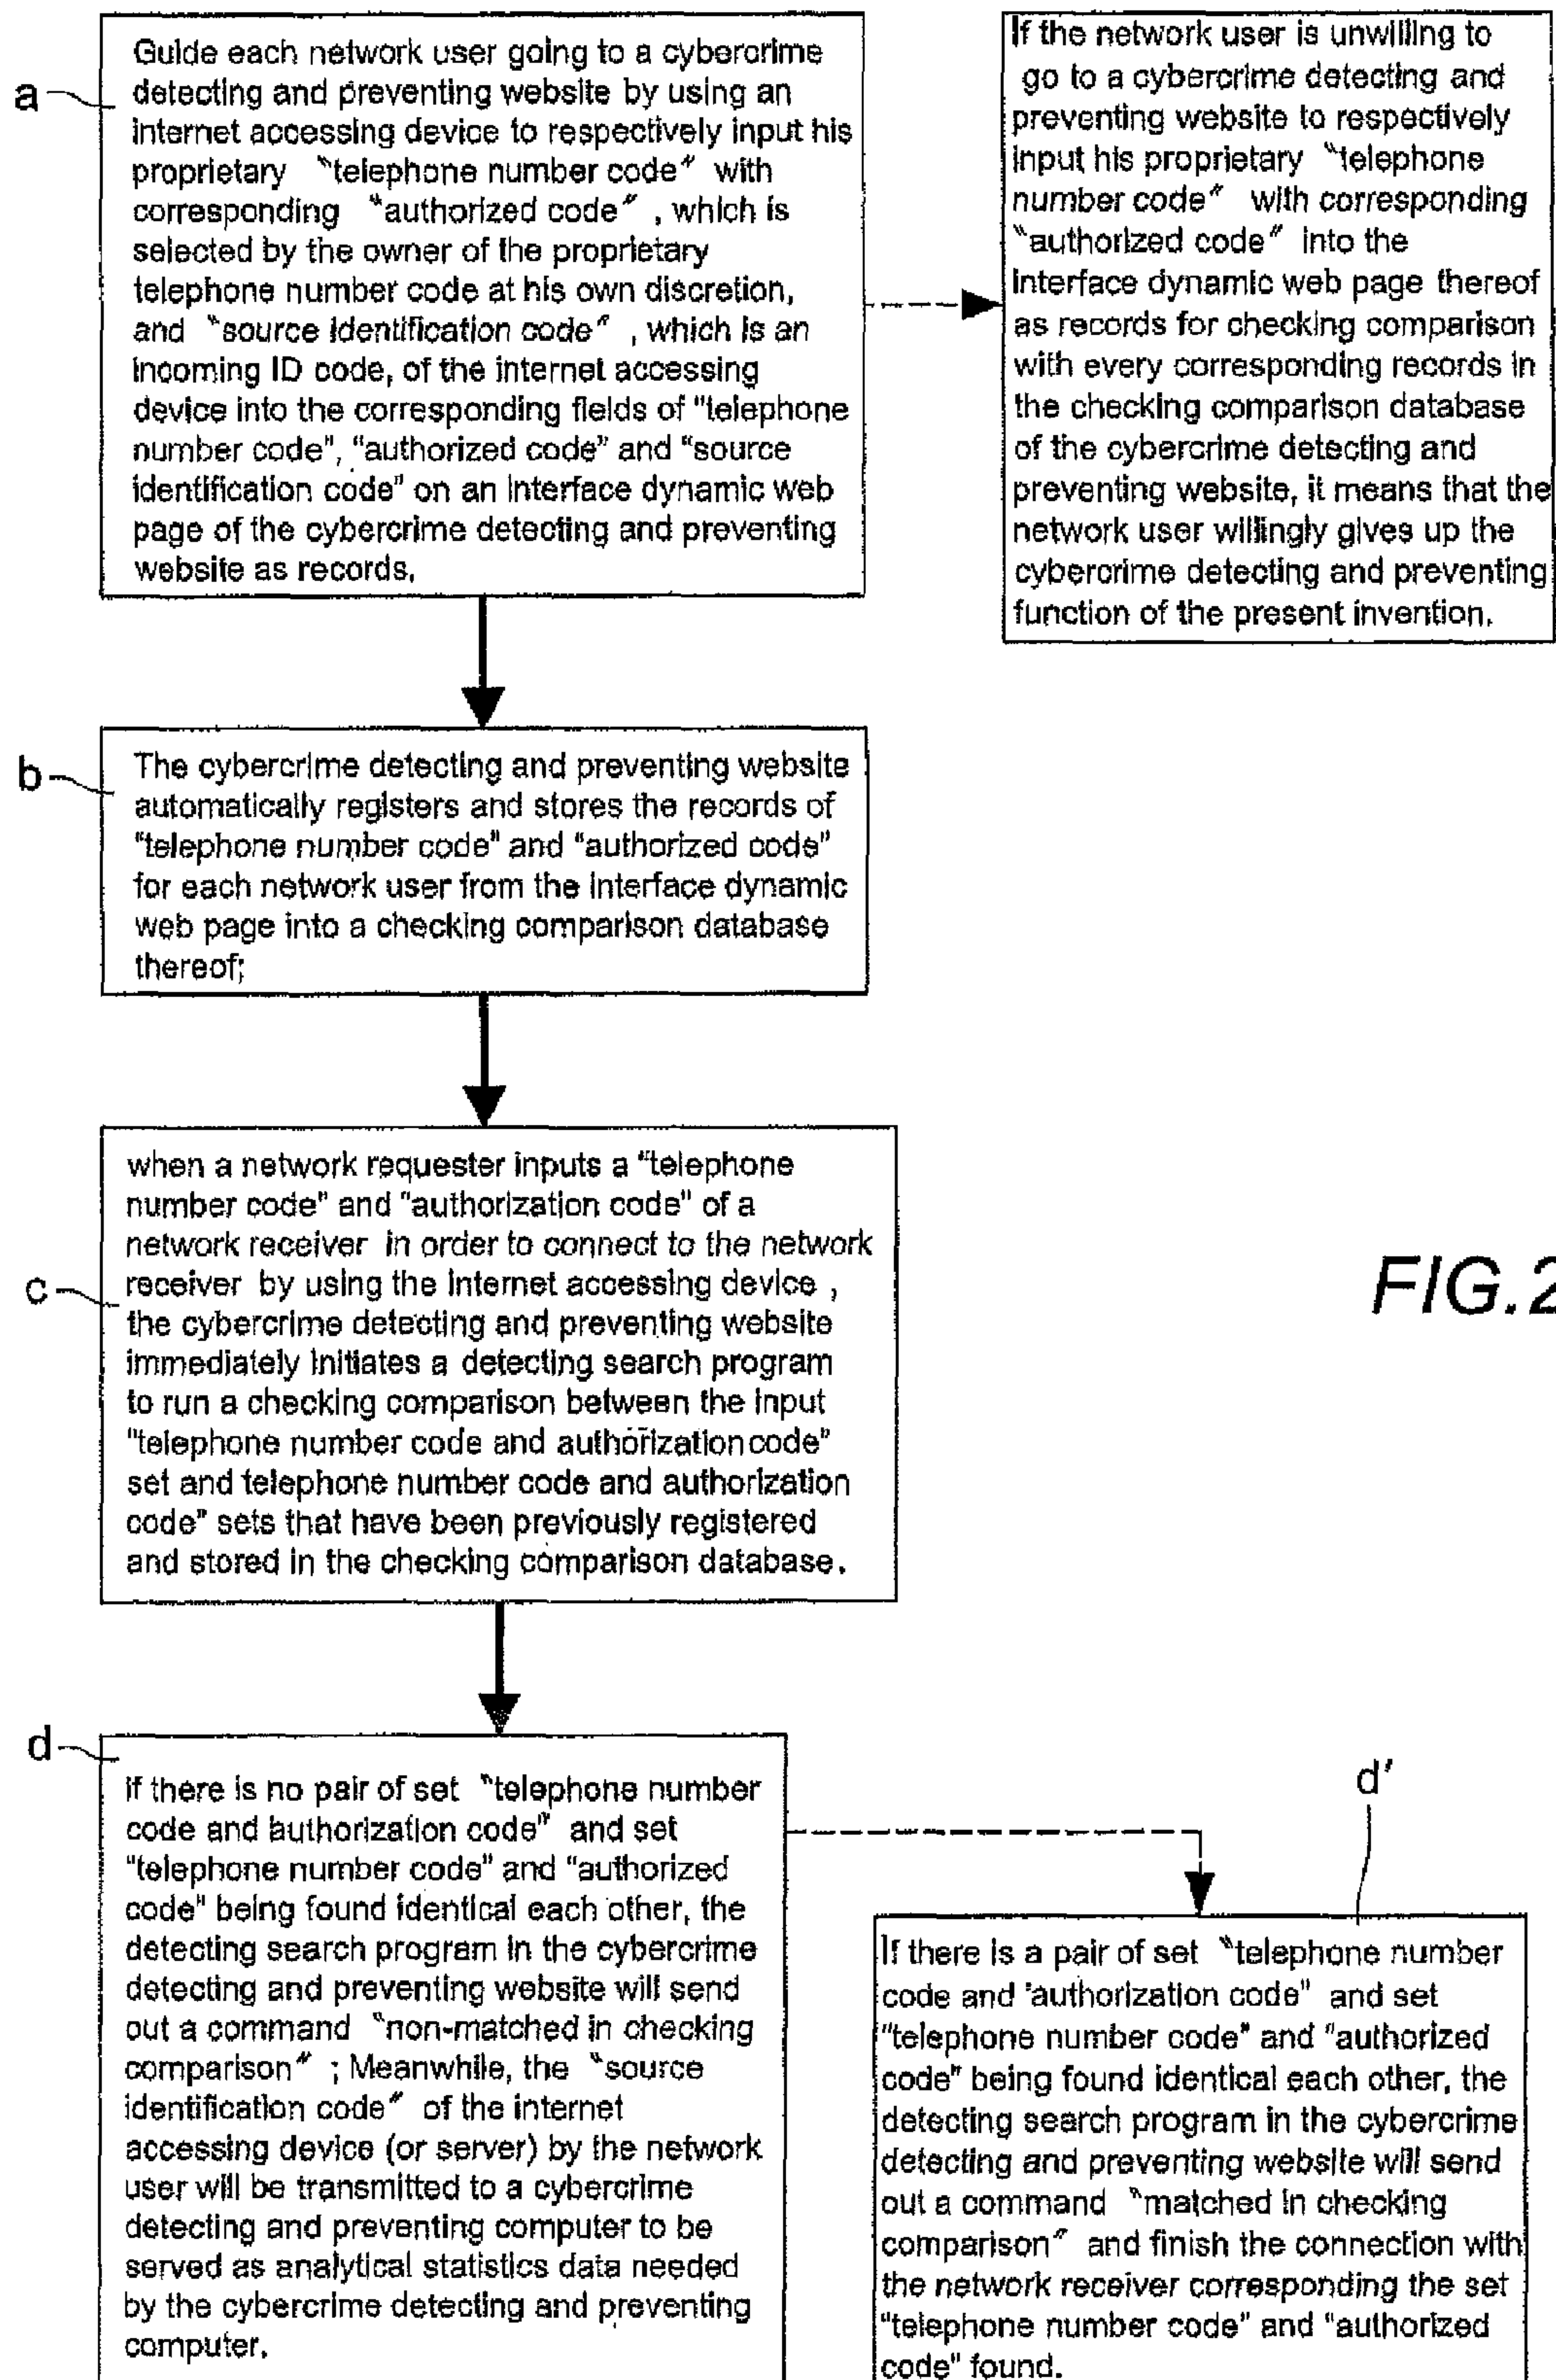 a
Guide each network user going to a cybercrime
detecting and preventing website by using an
internet accessing device to respectively input his
proprietary "telephone number code" with
corresponding "authorized code" , which is
selected by the owner of the proprietary
telephone number code at his own discretion,
and "source identification code" , which is an
incoming ID code, of the internet accessing
device into the corresponding fields of "telephone
number code", "authorized code" and "source
identification code" on an interface dynamic web
page of the cybercrime detecting and preventing
website as records.
If the network user is unwilling to
go to a cybercrime detecting and
preventing website to respectively
input his proprietary "telephone
number code" with corresponding
"authorized code" into the
interface dynamic web page thereof
as records for checking comparison
with every corresponding records in
the checking comparison database
of the cybercrime detecting and
preventing website, it means that the
network user willingly gives up the
cybercrime detecting and preventing
function of the present invention.
b
The cybercrime detecting and preventing website
automatically registers and stores the records of
"telephone number code" and "authorized code"
for each network user from the interface dynamic
web page into a checking comparison database
thereof;
c
when a network requester inputs a "telephone
number code" and "authorization code" of a
network receiver in order to connect to the network
receiver by using the internet accessing device ,
the cybercrime detecting and preventing website
immediately initiates a detecting search program
to run a checking comparison between the input
"telephone number code and authorization code"
set and telephone number code and authorization
code" sets that have been previously registered
and stored in the checking comparison database.
FIG.2
d
if there is no pair of set "telephone number
code and authorization code" and set
"telephone number code" and "authorized
code" being found identical each other, the
detecting search program in the cybercrime
detecting and preventing website will send
out a command "non-matched in checking
comparison" ; Meanwhile, the "source
identification code" of the internet
accessing device (or server) by the network
user will be transmitted to a cybercrime
detecting and preventing computer to be
served as analytical statistics data needed
by the cybercrime detecting and preventing
computer.
d'
If there is a pair of set "telephone number
code and 'authorization code" and set
"telephone number code" and "authorized
code" being found identical each other, the
detecting search program in the cybercrime
detecting and preventing website will send
out a command "matched in checking
comparison" and finish the connection with
the network receiver corresponding the set
"telephone number code" and "authorized
code" found.